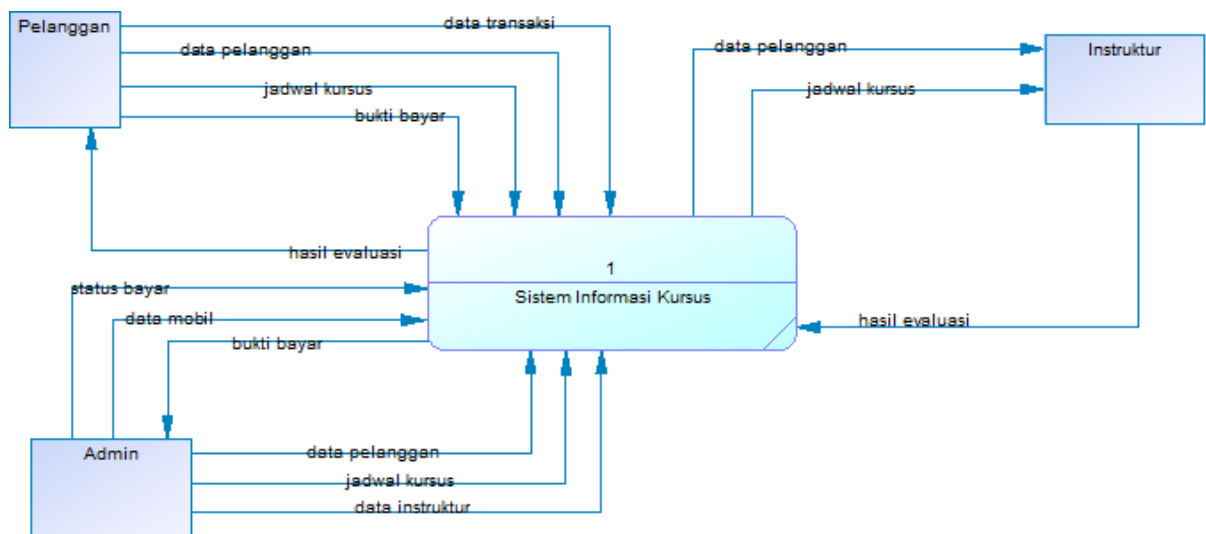 Pelanggan
data transaksi
data pelanggan
jadwal kursus
bukti bayar
data pelanggan
jadwal kursus
Instruktur
hasil evaluasi
1
Sistem Informasi Kursus
status bayar
data mobil
bukti bayar
hasil evaluasi
Admin
data pelanggan
jadwal kursus
data instruktur